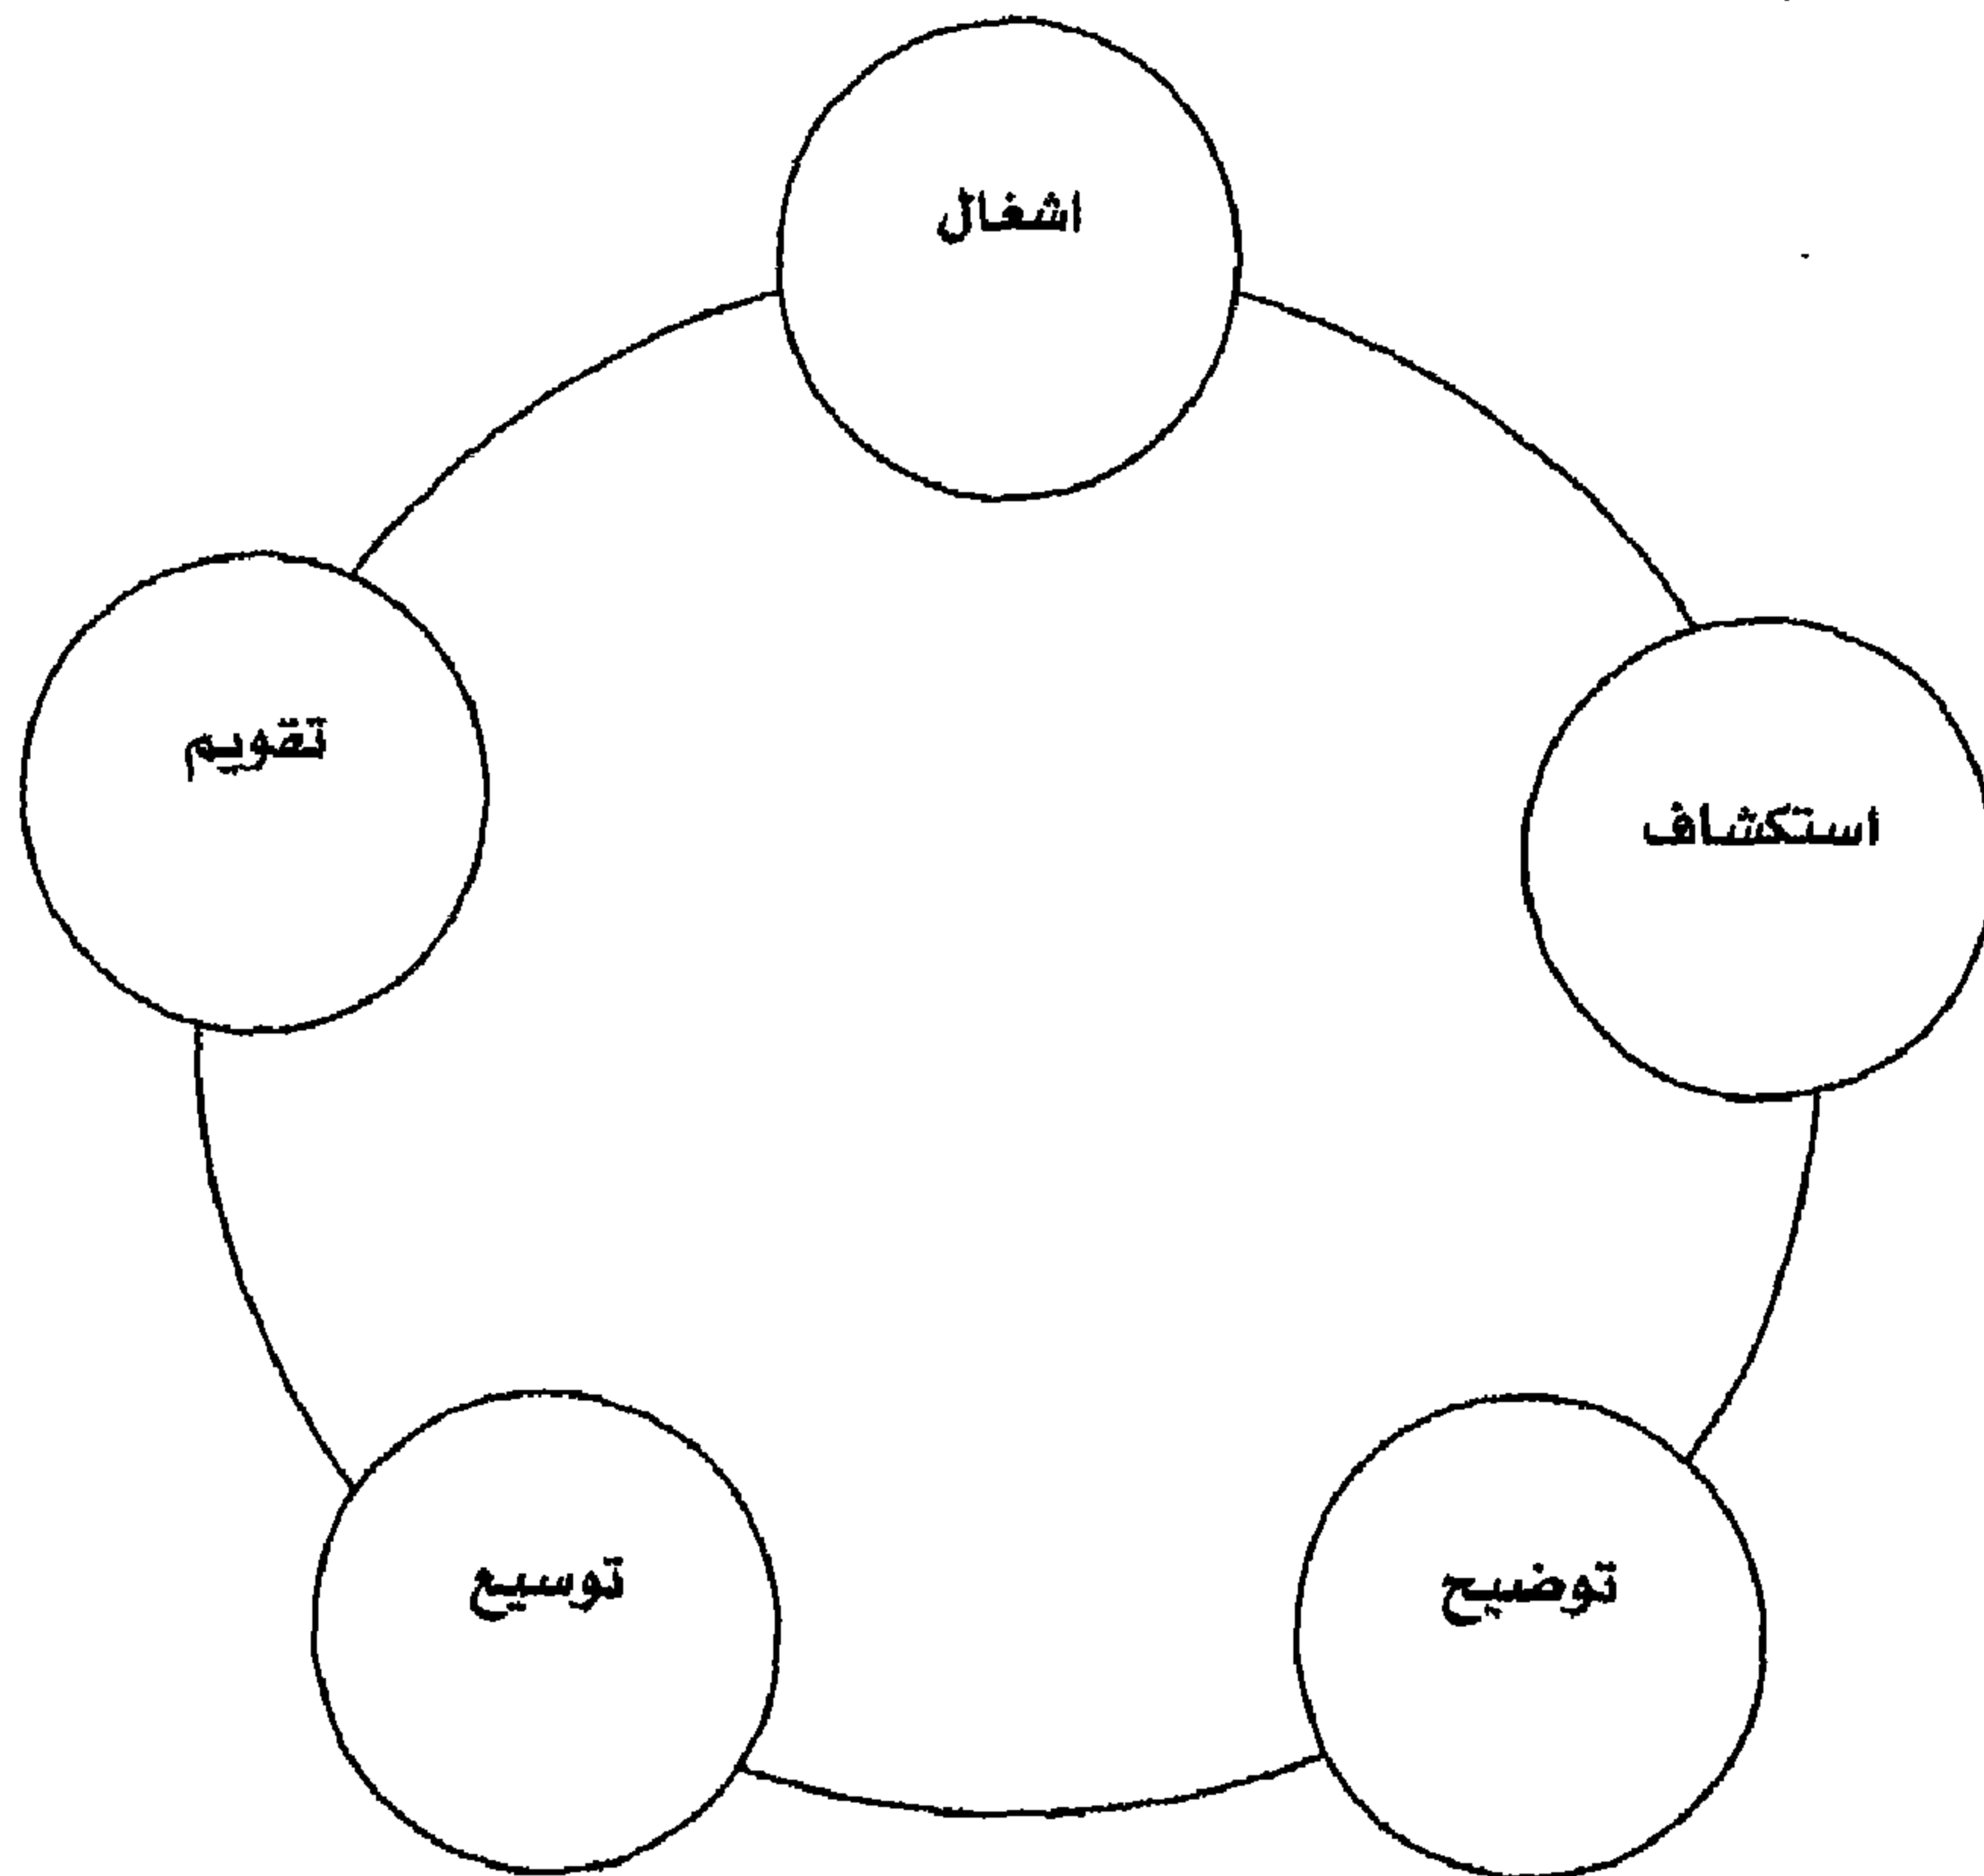 اشغال
استكشاف
توضيح
توسيع
تقويم